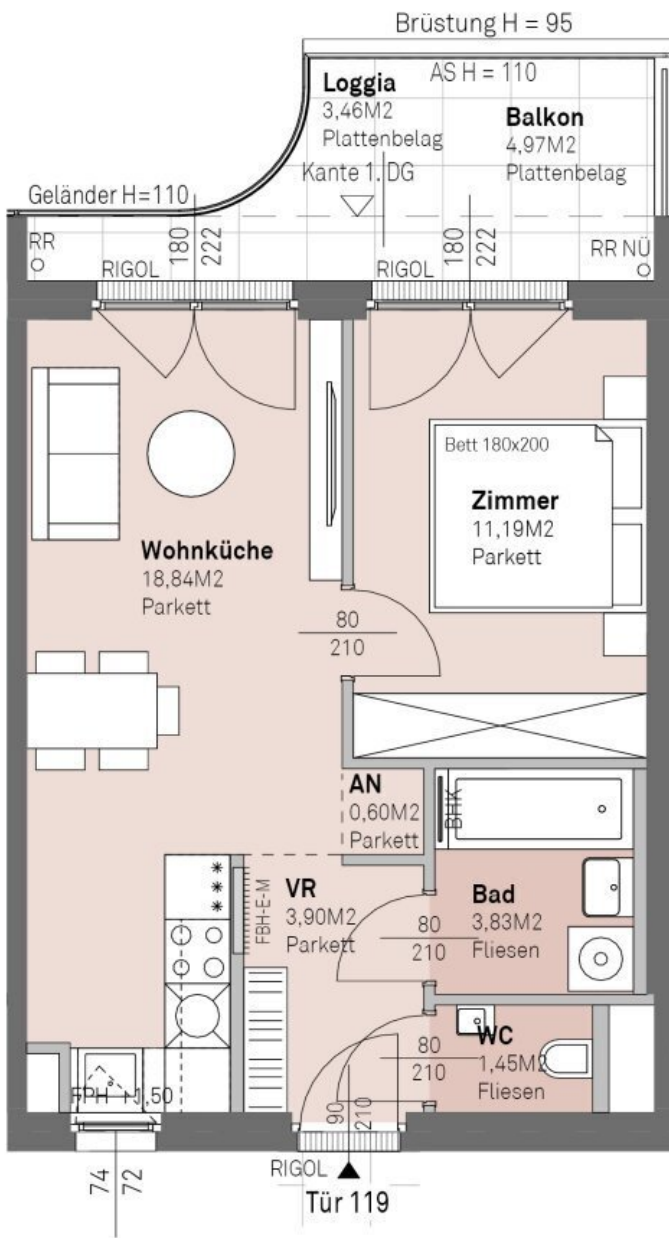 Brüstung H = 95
AS H = 110
Loggia
3,46M2
Plattenbelag
Balkon
4,97M2
Plattenbelag
Kante 1. DG
Geländer H=110
RR
180
222
RIGOL
180
222
RIGOL
RR NÜ
Bett 180x200
Zimmer
11,19M2
Parkett
Wohnküche
18,84M2
Parkett
80
210
AN
0,60M2
Parkett
BHK
VR
3,90M2
Parkett
FBH-E-M
Bad
3,83M2
Fliesen
80
210
WC
1,45M2
Fliesen
80
210
90
210
FPH +1,50
74
72
RIGOL
Tür 119